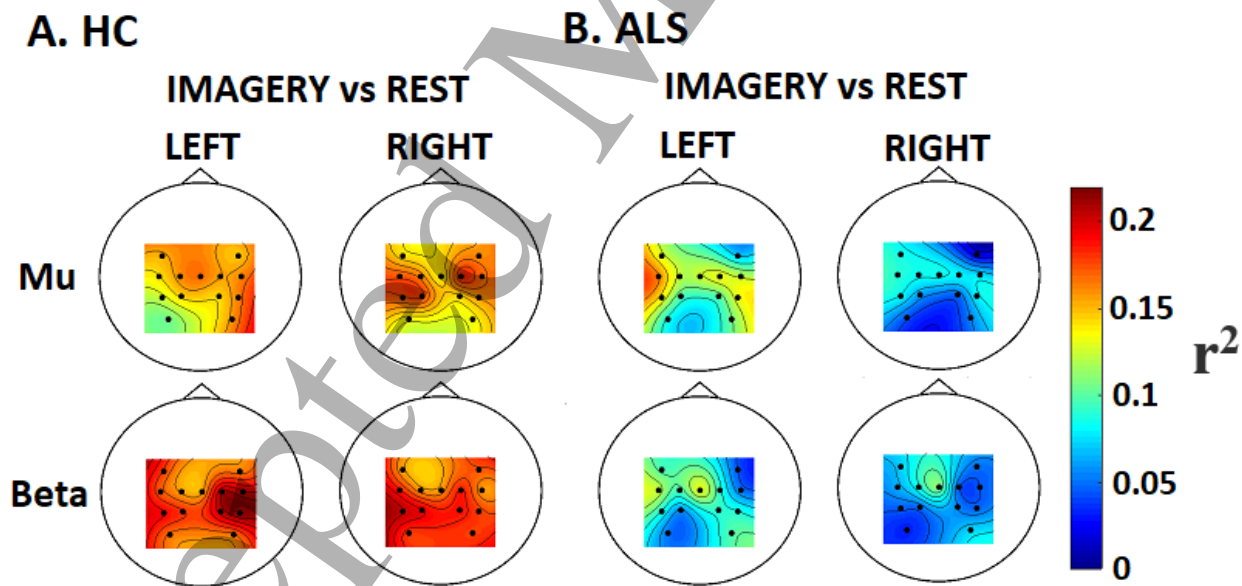 A. HC
B. ALS
IMAGERY vs REST
IMAGERY vs REST
LEFT
RIGHT
LEFT
RIGHT
Mu
Beta
0.2
0.15
0.1
0.05
0
r²
epted M